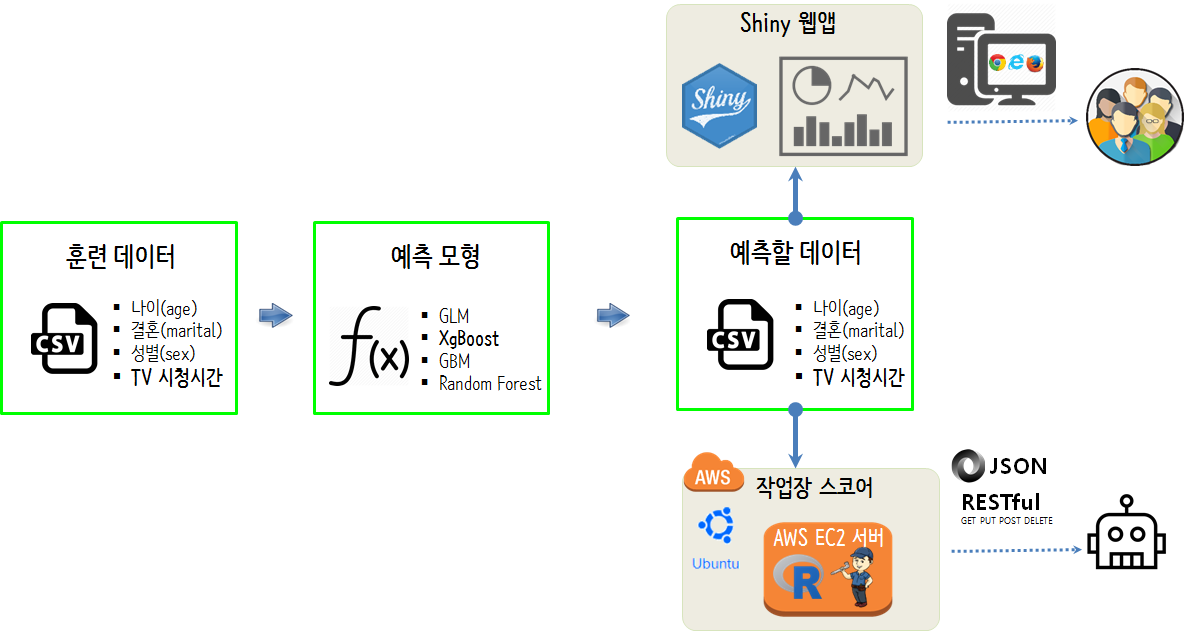 Shiny 웹앱
Shiny
훈련 데이터
CSV
나이(age)
결혼(marital)
성별(sex)
TV 시청시간
예측 모형
f(x)
GLM
XgBoost
GBM
Random Forest
예측할 데이터
CSV
나이(age)
결혼(marital)
성별(sex)
TV 시청시간
AWS
작업장 스코어
Ubuntu
AWS EC2 서버
R
JSON
RESTful
GET PUT POST DELETE